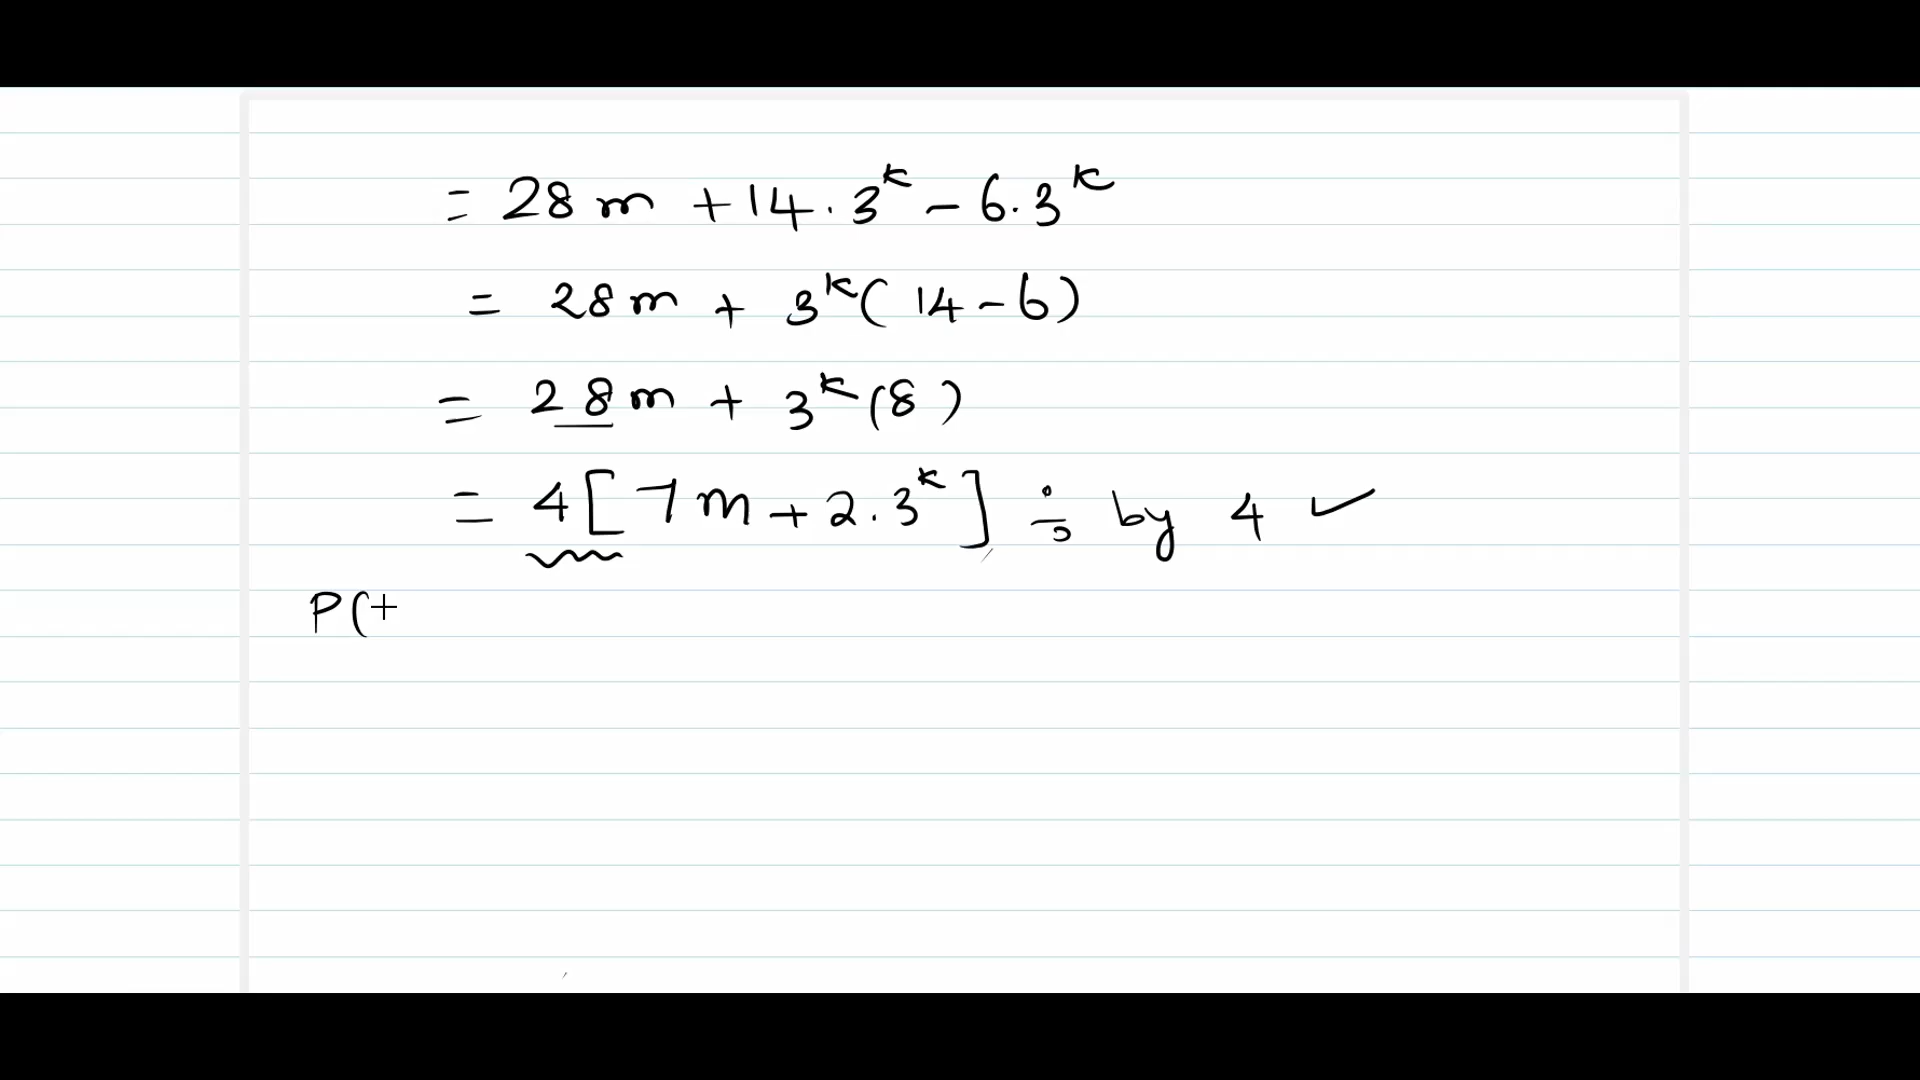 = 28m + 14.3^k - 6.3^k
= 28m + 3^k(14-6)
= 28m + 3^k(8)
= 4[7m + 2.3^k] ÷ by 4 ✓
P(+